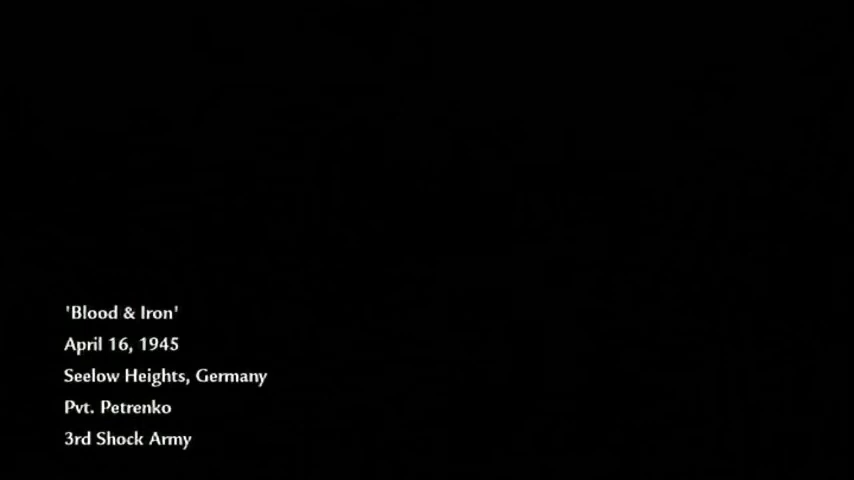 'Blood & Iron'
April 16, 1945
Seelow Heights, Germany
Pvt. Petrenko
3rd Shock Army